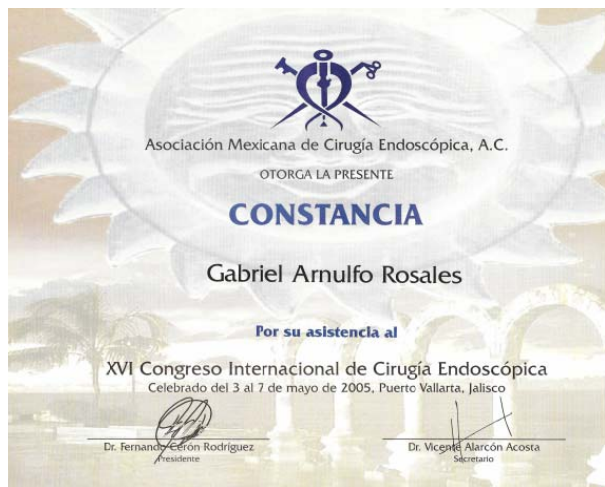 Asociación Mexicana de Cirugía Endoscópica, A.C.
OTORGA LA PRESENTE
CONSTANCIA
Gabriel Arnulfo Rosales
Por su asistencia al
XVI Congreso Internacional de Cirugía Endoscópica
Celebrado del 3 al 7 de mayo de 2005, Puerto Vallarta, Jalisco
Dr. Fernando Cerón Rodríguez
Presidente
Dr. Vicente Alarcón Acosta
Secretario